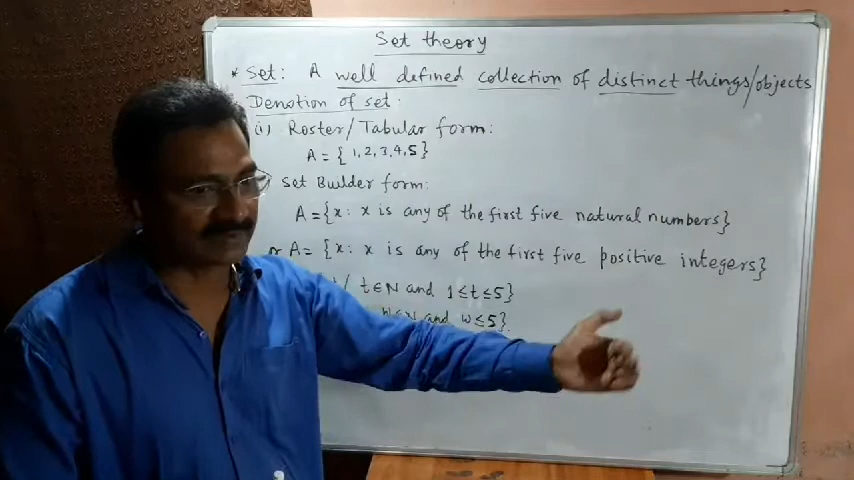 Set theory
* Set: A well defined collection of distinct things/objects
Denotion of set:
(i) Roster/Tabular form:
A = { 1, 2, 3, 4, 5 }
set Builder form:
A = {x : x is any of the first five natural numbers}
or A = {x : x is any of the first five positive integers}
/ t∈N and 1≤t≤5}
and w≤5}.